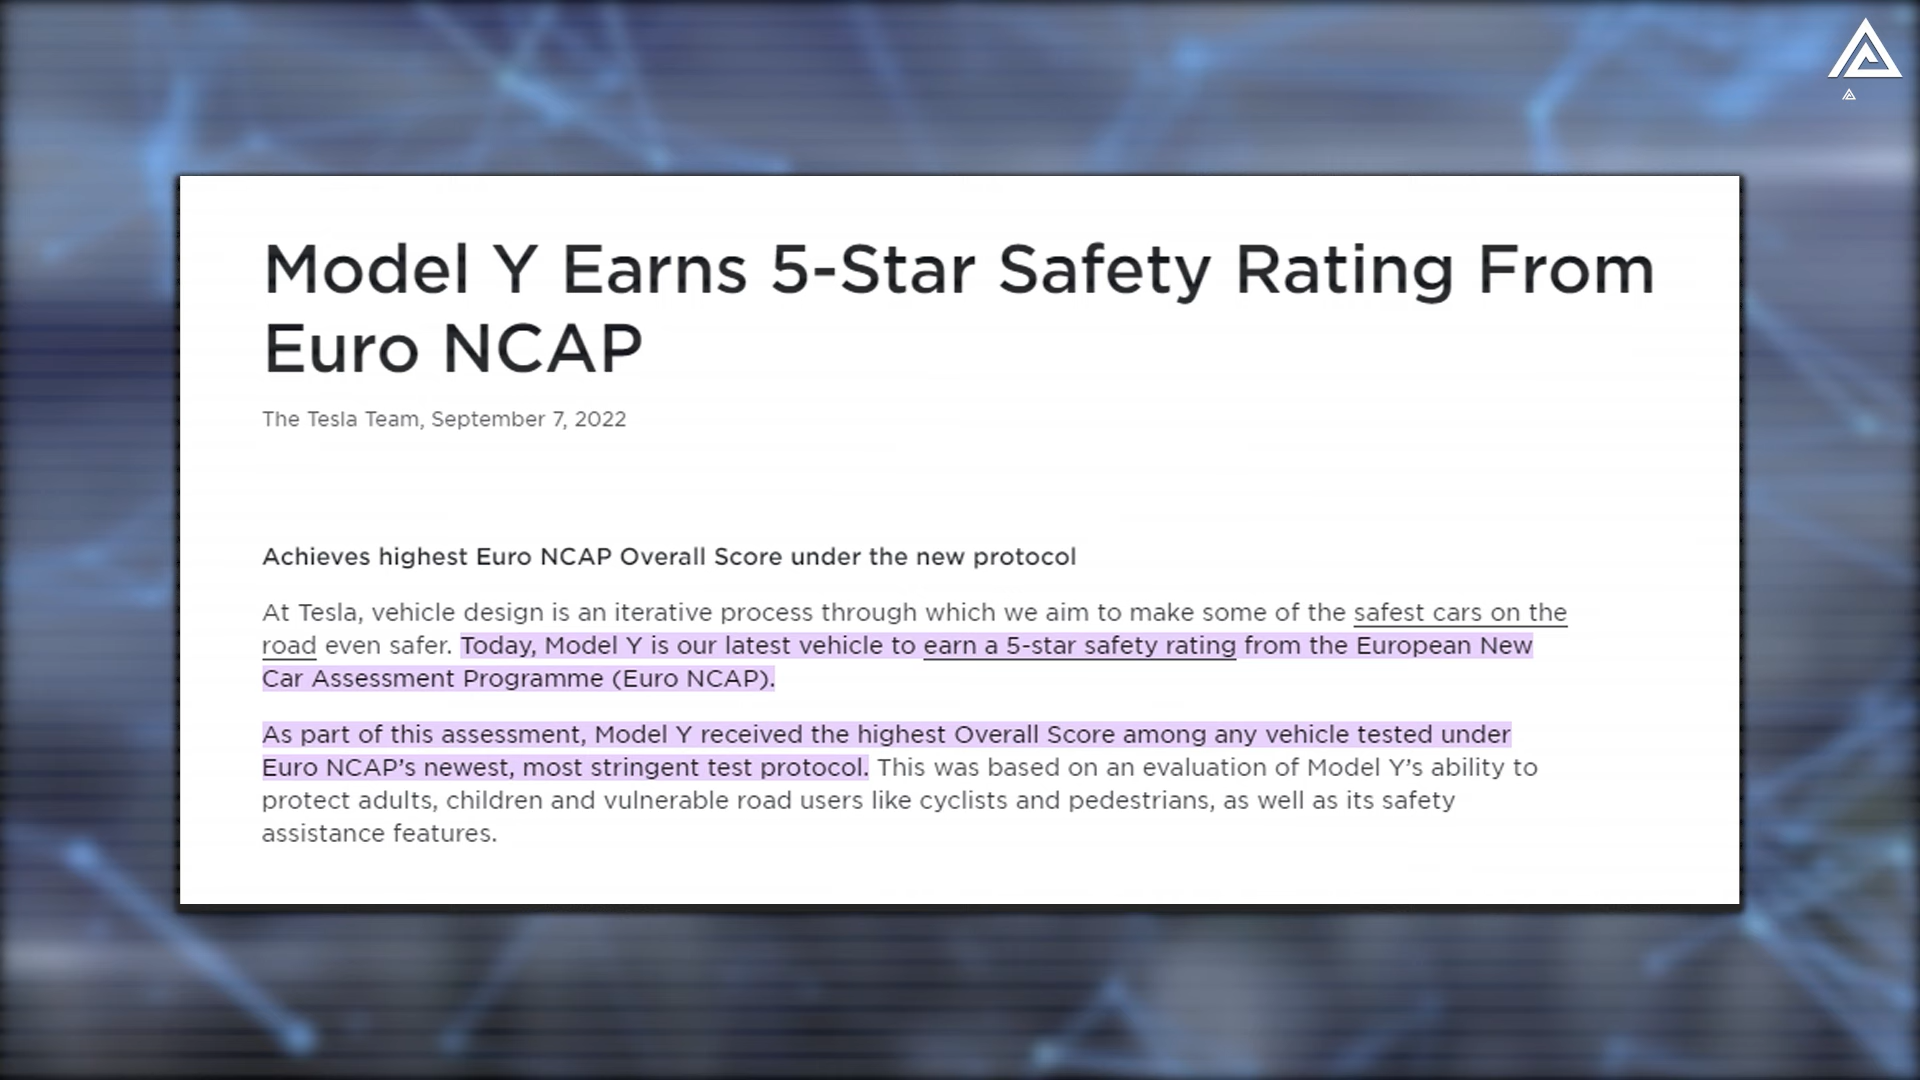 Model Y Earns 5-Star Safety Rating From
Euro NCAP
The Tesla Team, September 7, 2022
Achieves highest Euro NCAP Overall Score under the new protocol
At Tesla, vehicle design is an iterative process through which we aim to make some of the safest cars on the
road even safer. Today, Model Y is our latest vehicle to earn a 5-star safety rating from the European New
Car Assessment Programme (Euro NCAP).
As part of this assessment, Model Y received the highest Overall Score among any vehicle tested under
Euro NCAP’s newest, most stringent test protocol. This was based on an evaluation of Model Y’s ability to
protect adults, children and vulnerable road users like cyclists and pedestrians, as well as its safety
assistance features.